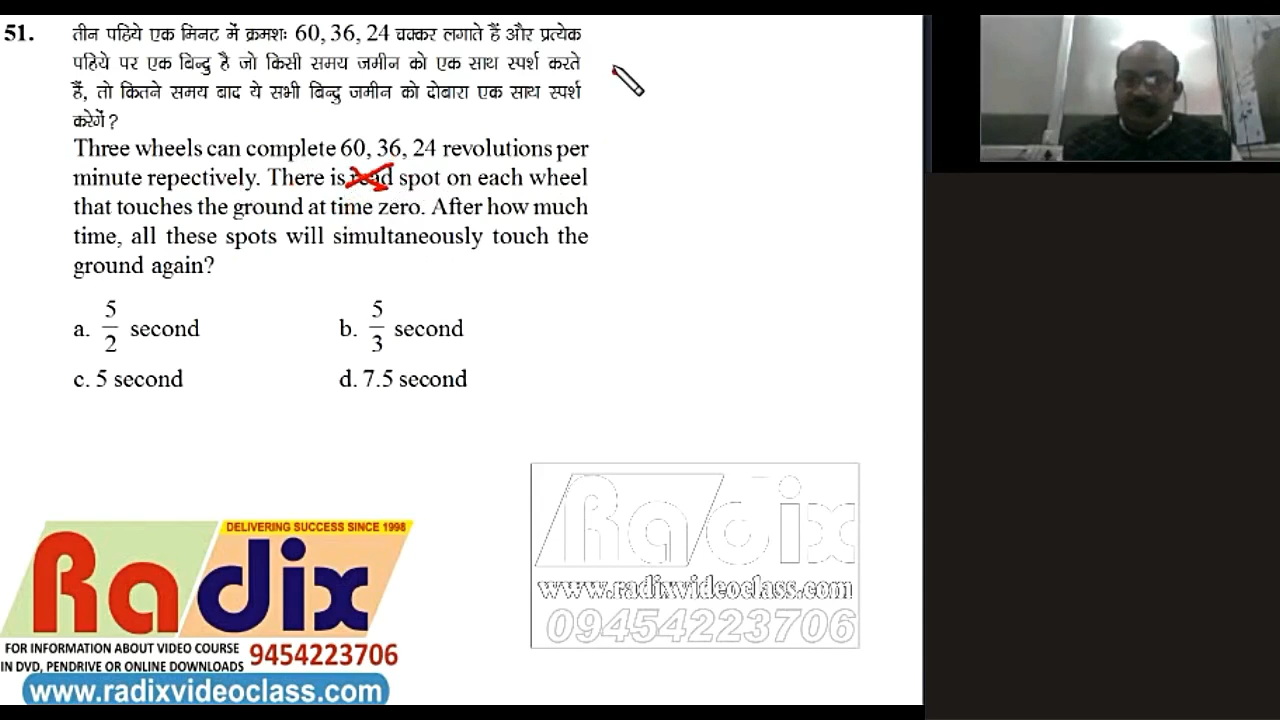 51. तीन पहिये एक मिनट में क्रमशः 60, 36, 24 चक्कर लगाते हैं और प्रत्येक
पहिये पर एक बिन्दु है जो किसी समय जमीन को एक साथ स्पर्श करते
हैं, तो कितने समय बाद ये सभी बिन्दु जमीन को दोबारा एक साथ स्पर्श
करेगें?
Three wheels can complete 60, 36, 24 revolutions per
minute repectively. There is read spot on each wheel
that touches the ground at time zero. After how much
time, all these spots will simultaneously touch the
ground again?
a. 5/2 second b. 5/3 second
c. 5 second d. 7.5 second
DELIVERING SUCCESS SINCE 1998
Radix
FOR INFORMATION ABOUT VIDEO COURSE
IN DVD, PENDRIVE OR ONLINE DOWNLOADS 9454223706
www.radixvideoclass.com
Radix
www.radixvideoclass.com
09454223706